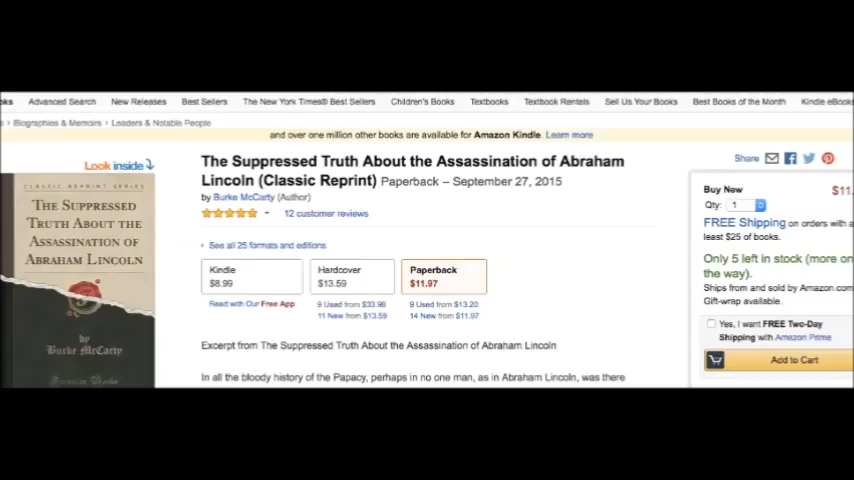 oks Advanced Search New Releases Best Sellers The New York Times® Best Sellers Children's Books Textbooks Textbook Rentals Sell Us Your Books Best Books of the Month Kindle eBooks
s › Biographies & Memoirs › Leaders & Notable People
and over one million other books are available for Amazon Kindle. Learn more
Look inside
CLASSIC REPRINT SERIES
THE SUPPRESSED
TRUTH ABOUT THE
ASSASSINATION OF
ABRAHAM LINCOLN
by
Burke McCarty
The Suppressed Truth About the Assassination of Abraham
Lincoln (Classic Reprint) Paperback – September 27, 2015
by Burke McCarty (Author)
12 customer reviews
› See all 25 formats and editions
Kindle
$8.99
Read with Our Free App
Hardcover
$13.59
9 Used from $33.96
11 New from $13.59
Paperback
$11.97
9 Used from $13.20
14 New from $11.97
Excerpt from The Suppressed Truth About the Assassination of Abraham Lincoln
In all the bloody history of the Papacy, perhaps in no one man, as in Abraham Lincoln, was there
Share
Buy New $11.
Qty: 1
FREE Shipping on orders with a
least $25 of books.
Only 5 left in stock (more on
the way).
Ships from and sold by Amazon.com
Gift-wrap available.
Yes, I want FREE Two-Day
Shipping with Amazon Prime
Add to Cart